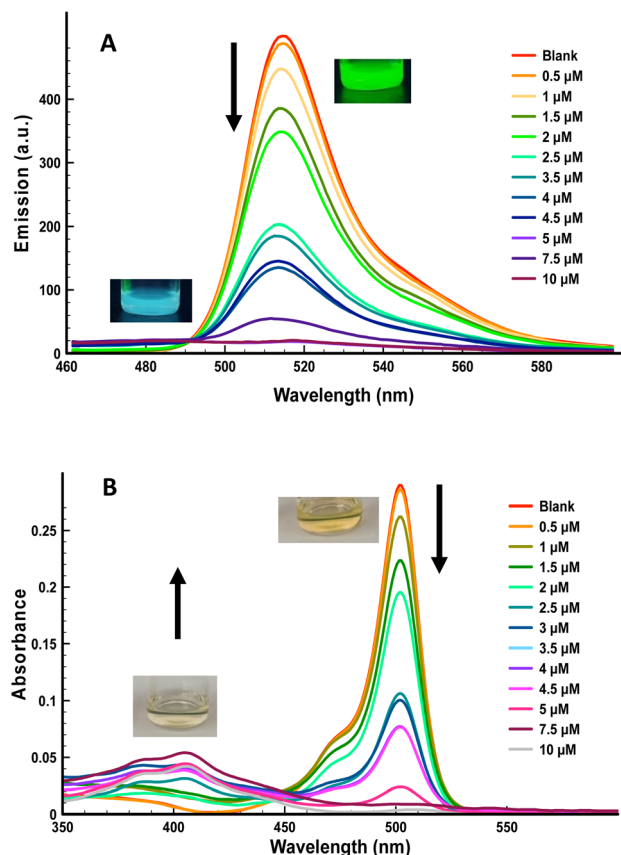 A
Emission (a.u.)
400
300
200
100
0
460
480
500
520
540
560
580
Wavelength (nm)
Blank
0.5 µM
1 µM
1.5 µM
2 µM
2.5 µM
3.5 µM
4 µM
4.5 µM
5 µM
7.5 µM
10 µM
B
Absorbance
0.25
0.2
0.15
0.1
0.05
0
350
400
450
500
550
Wavelength (nm)
Blank
0.5 µM
1 µM
1.5 µM
2 µM
2.5 µM
3 µM
3.5 µM
4 µM
4.5 µM
5 µM
7.5 µM
10 µM